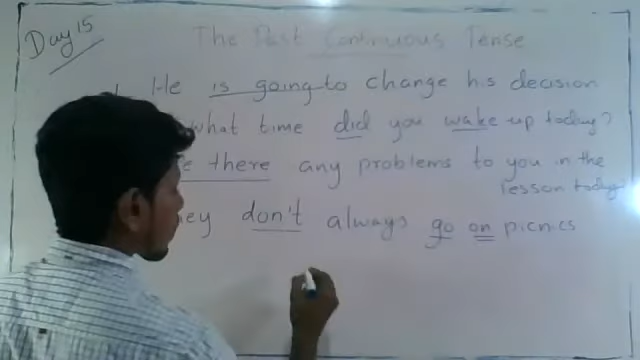 Day 15
The Past Continuous Tense
He is going to change his decision
what time did you wake up today?
there any problems to you in the
lesson today
don't always go on picnics